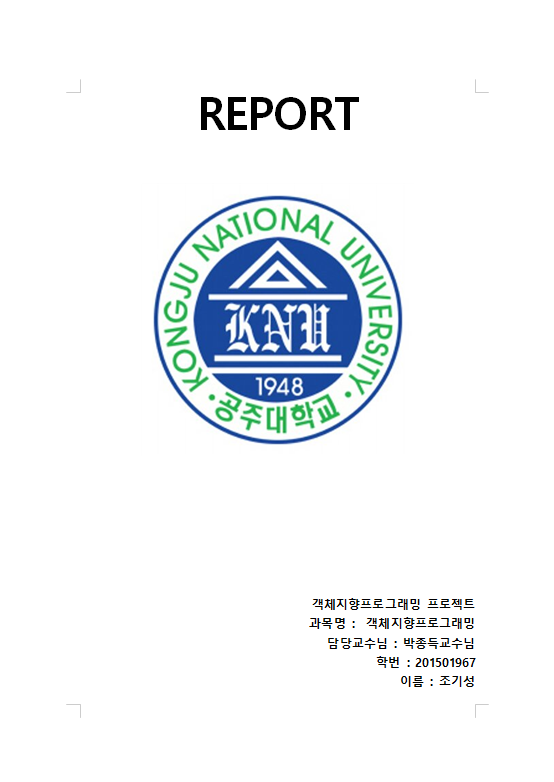 REPORT
KONGJU NATIONAL UNIVERSITY
KNU
1948
공주대학교
객체지향프로그래밍 프로젝트
과목명 : 객체지향프로그래밍
담당교수님 : 박종득교수님
학번 : 201501967
이름 : 조기성